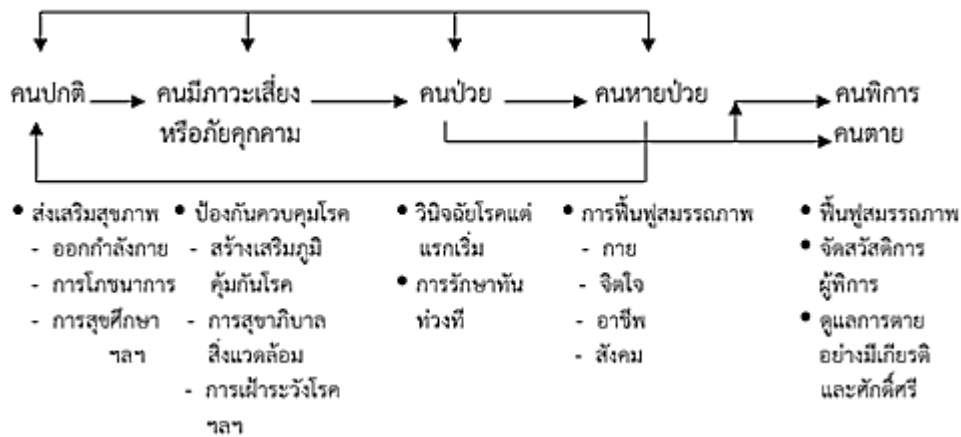 คนปกติ
คนมีภาวะเสี่ยง
หรือภัยคุกคาม
คนป่วย
คนหายป่วย
คนพิการ
คนตาย
• ส่งเสริมสุขภาพ
- ออกกำลังกาย
- การโภชนาการ
- การสุขศึกษา
ฯลฯ
• ป้องกันควบคุมโรค
- สร้างเสริมภูมิ
คุ้มกันโรค
- การสุขาภิบาล
สิ่งแวดล้อม
- การเฝ้าระวังโรค
ฯลฯ
• วินิจฉัยโรคแต่
แรกเริ่ม
• การรักษาทัน
ท่วงที
• การฟื้นฟูสมรรถภาพ
- กาย
- จิตใจ
- อาชีพ
- สังคม
• ฟื้นฟูสมรรถภาพ
• จัดสวัสดิการ
ผู้พิการ
• ดูแลการตาย
อย่างมีเกียรติ
และศักดิ์ศรี